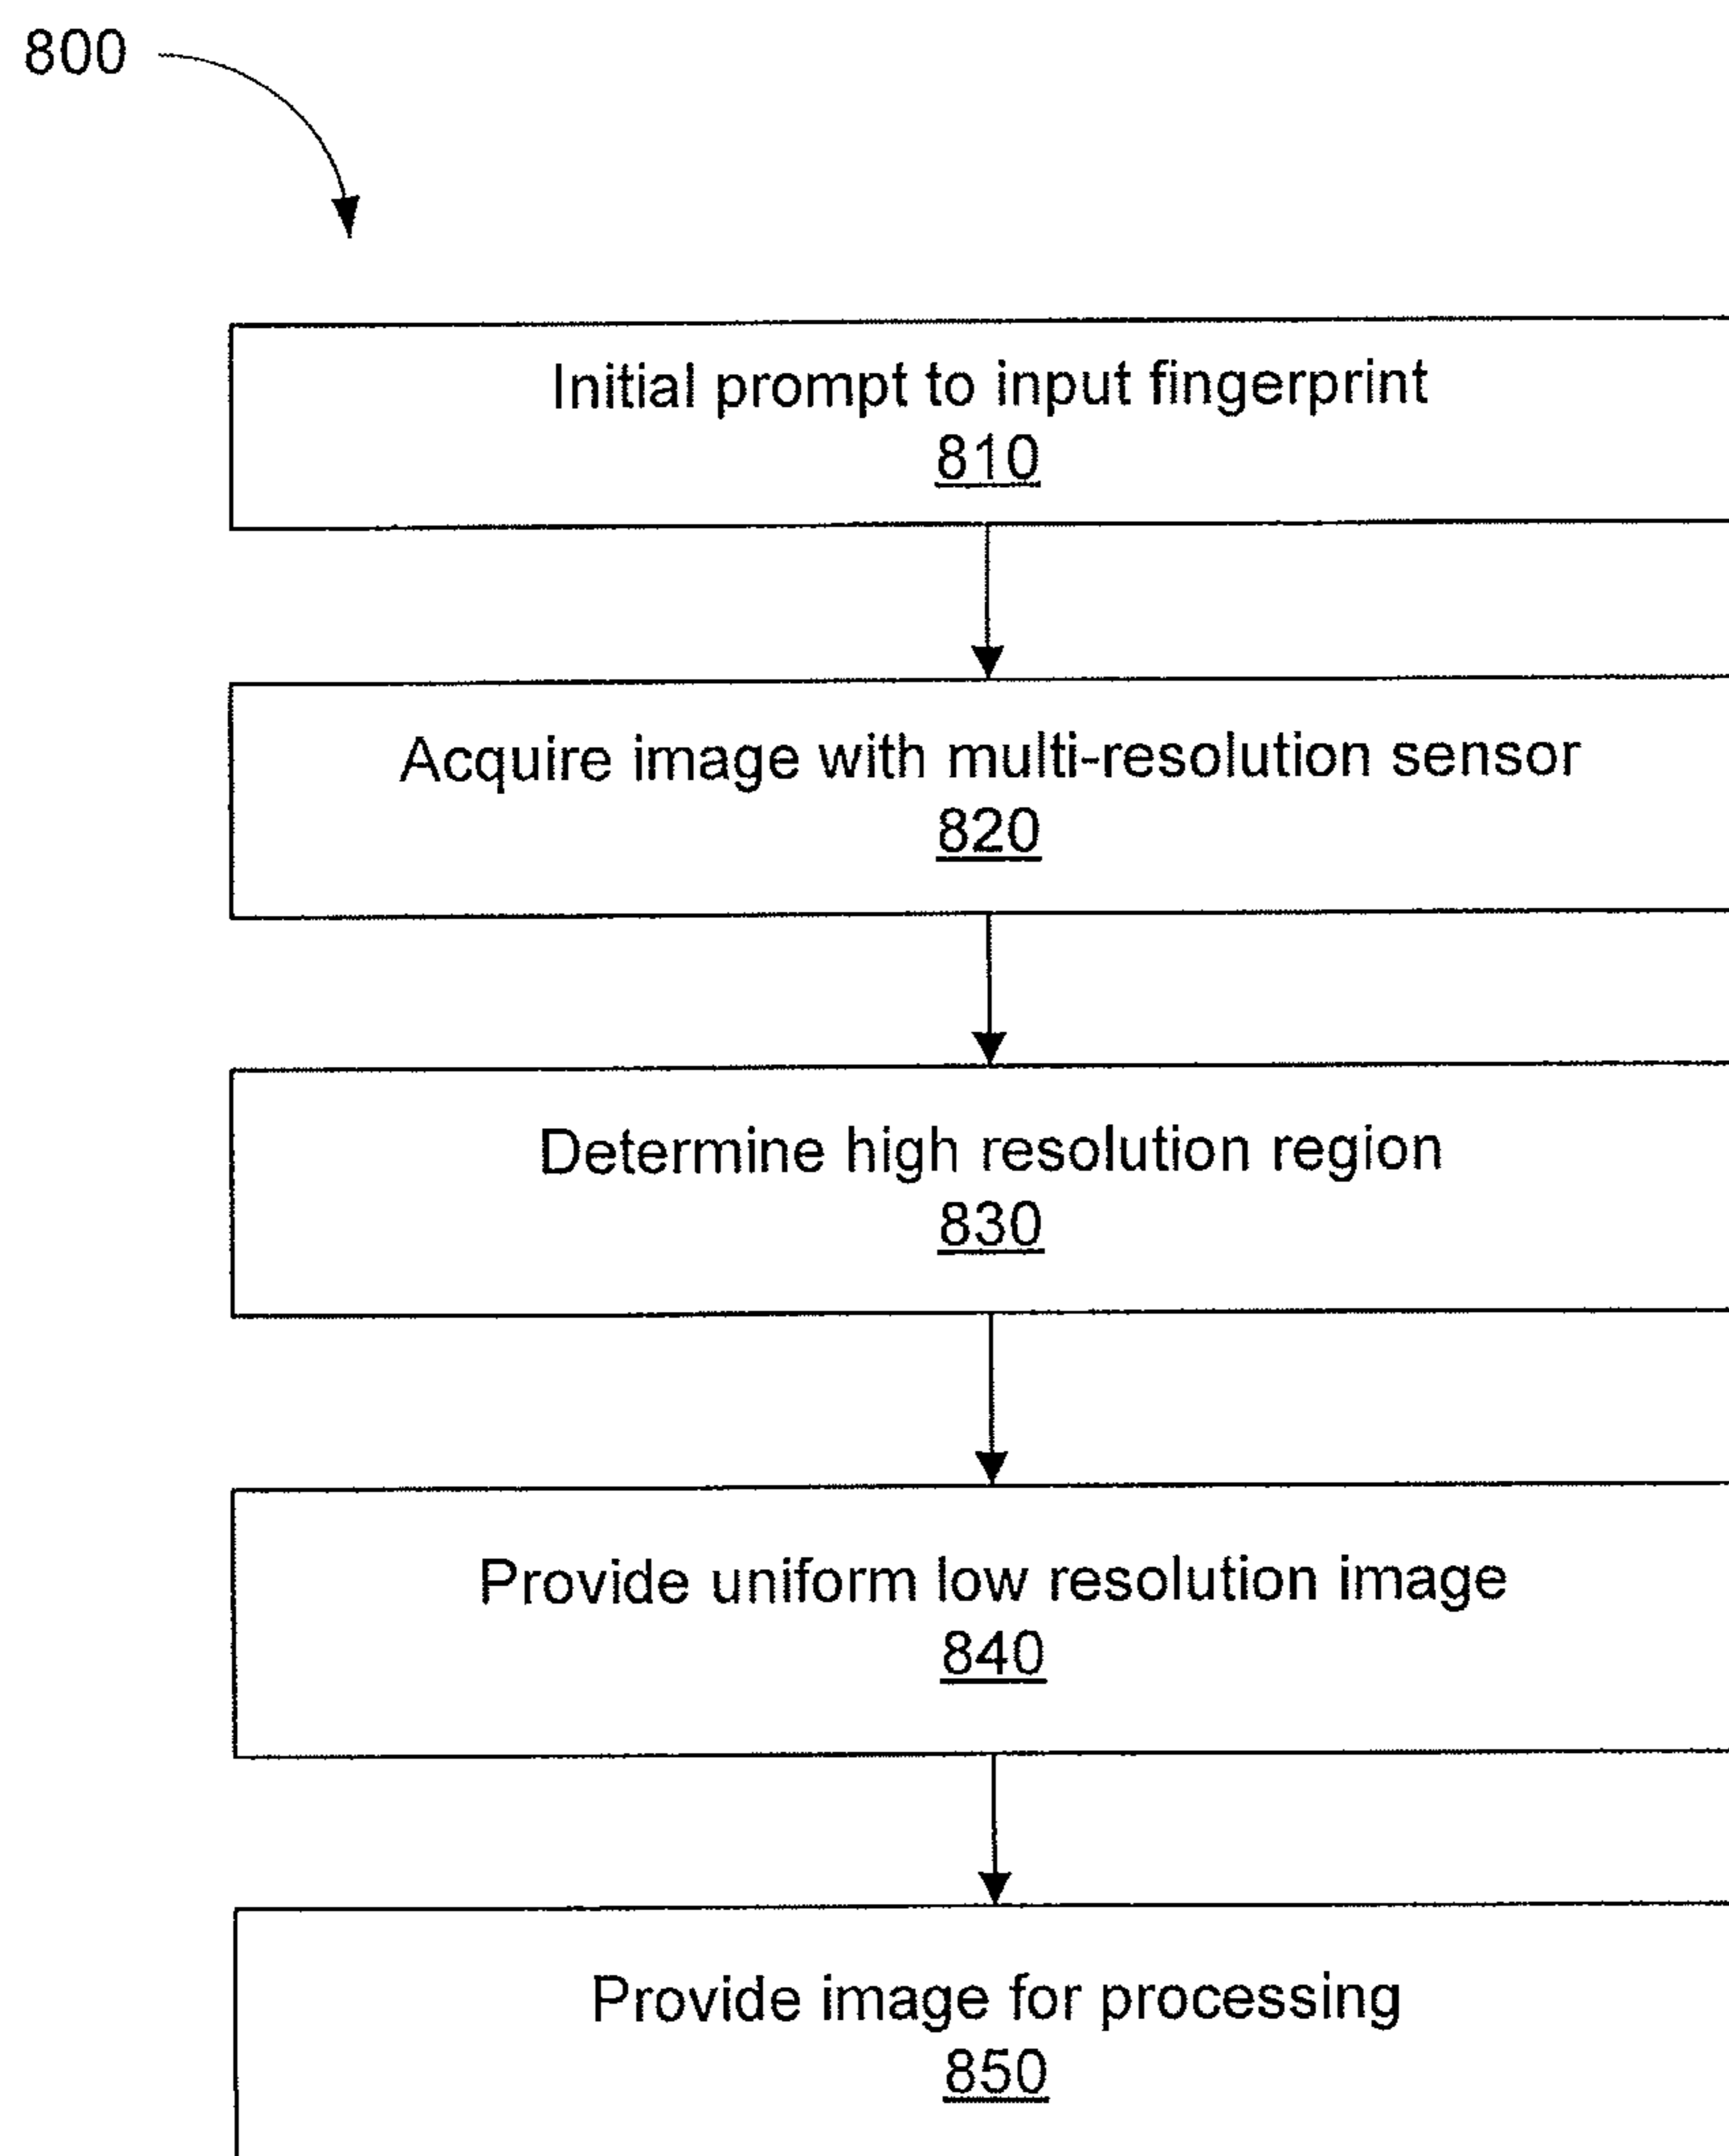 800
Initial prompt to input fingerprint
810
Acquire image with multi-resolution sensor
820
Determine high resolution region
830
Provide uniform low resolution image
840
Provide image for processing
850